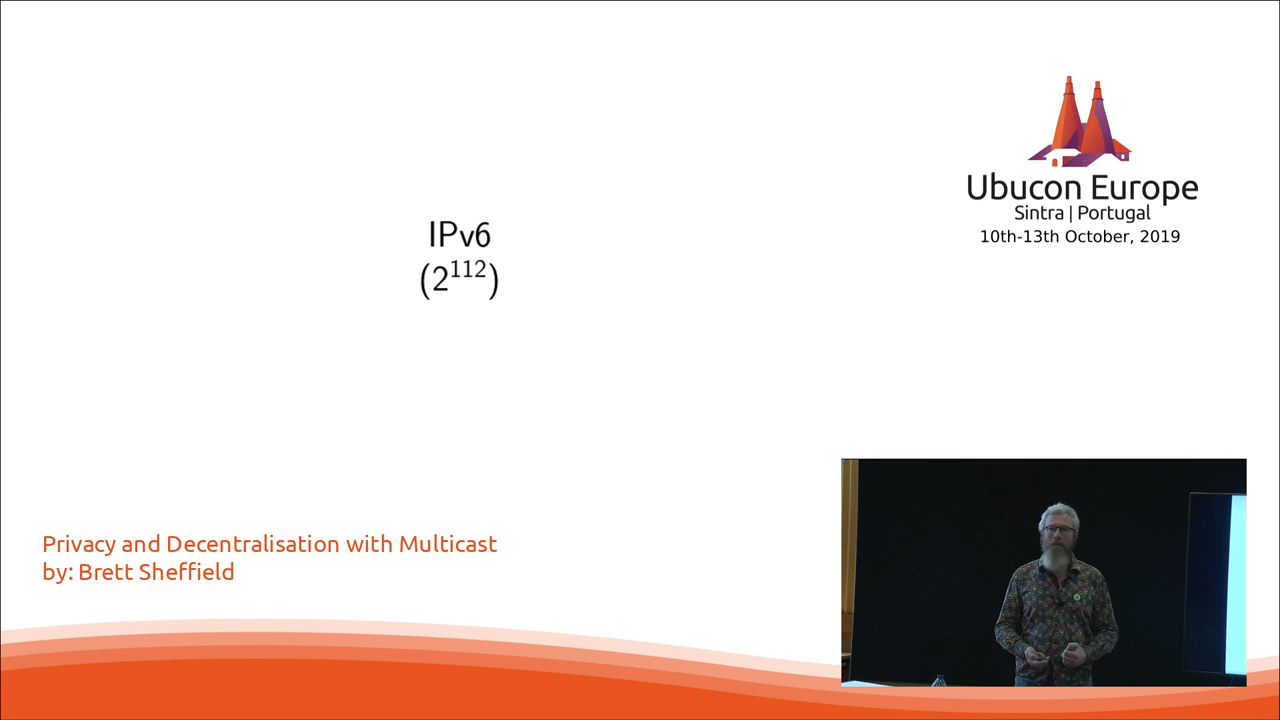 Ubucon Europe
Sintra | Portugal
10th-13th October, 2019
IPv6
(2¹¹²)
Privacy and Decentralisation with Multicast
by: Brett Sheffield